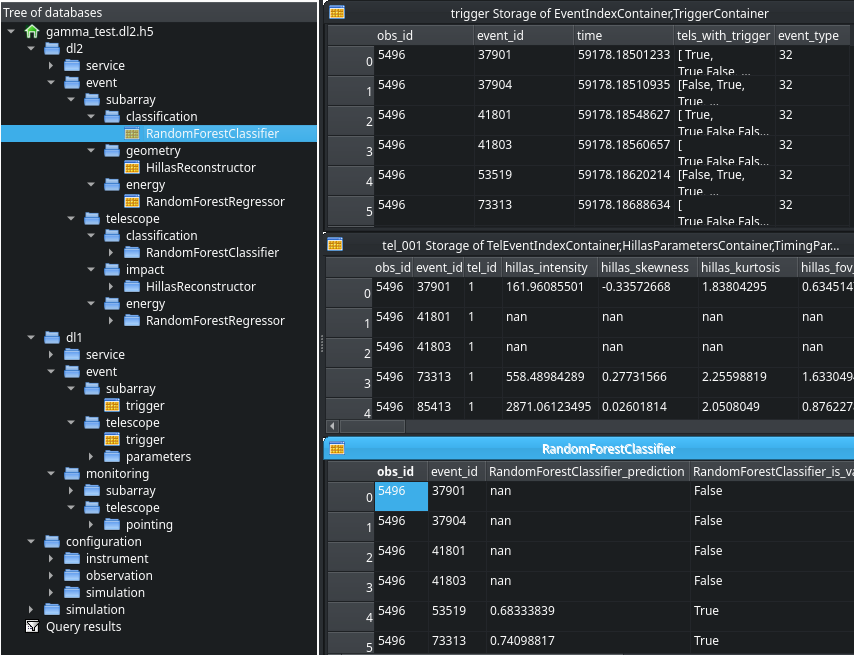 Tree of databases
gamma_test.dl2.h5
dl2
service
event
subarray
classification
RandomForestClassifier
geometry
HillasReconstructor
energy
RandomForestRegressor
telescope
classification
RandomForestClassifier
impact
HillasReconstructor
energy
RandomForestRegressor
dl1
service
event
subarray
trigger
telescope
trigger
parameters
monitoring
subarray
telescope
pointing
configuration
instrument
observation
simulation
simulation
Query results
trigger Storage of EventIndexContainer,TriggerContainer
obs_id event_id time tels_with_trigger event_type
0 5496 37901 59178.18501233 [ True, True False, ... 32
1 5496 37904 59178.18510935 [False, True, True, ... 32
2 5496 41801 59178.18548627 [ True, True False Fals... 32
3 5496 41803 59178.18560657 [ True False Fals... 32
4 5496 53519 59178.18620214 [False, True, True, ... 32
5 5496 73313 59178.18688634 [ True False Fals... 32
tel_001 Storage of TelEventIndexContainer,HillasParametersContainer,TimingPar...
obs_id event_id tel_id hillas_intensity hillas_skewness hillas_kurtosis hillas_fov_
0 5496 37901 1 161.96085501 -0.33572668 1.83804295 0.634514
1 5496 41801 1 nan nan nan nan
2 5496 41803 1 nan nan nan nan
3 5496 73313 1 558.48984289 0.27731566 2.25598819 1.633049
4 5496 85413 1 2871.06123495 0.02601814 2.0508049 0.876227
RandomForestClassifier
obs_id event_id RandomForestClassifier_prediction RandomForestClassifier_is_va
0 5496 37901 nan False
1 5496 37904 nan False
2 5496 41801 nan False
3 5496 41803 nan False
4 5496 53519 0.68333839 True
5 5496 73313 0.74098817 True